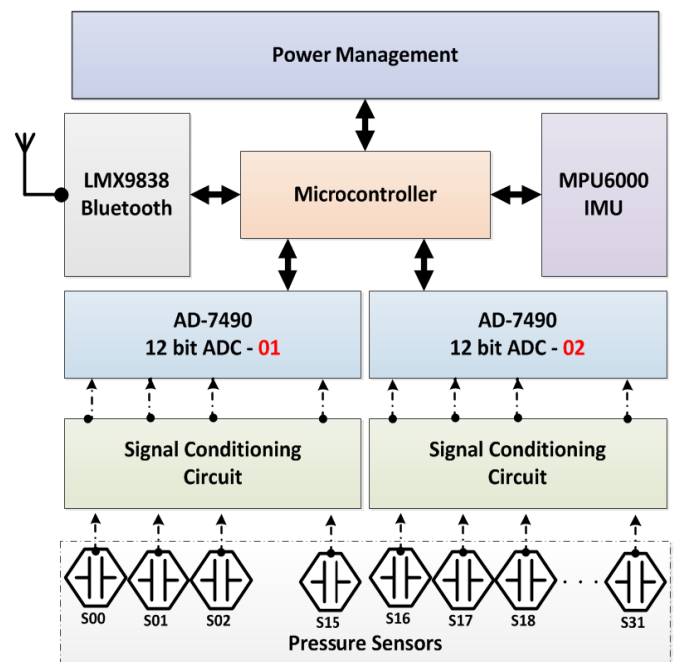 Power Management
LMX9838
Bluetooth
Microcontroller
MPU6000
IMU
AD-7490
12 bit ADC - 01
AD-7490
12 bit ADC - 02
Signal Conditioning
Circuit
Signal Conditioning
Circuit
S00 S01 S02 S15 S16 S17 S18 S31
Pressure Sensors